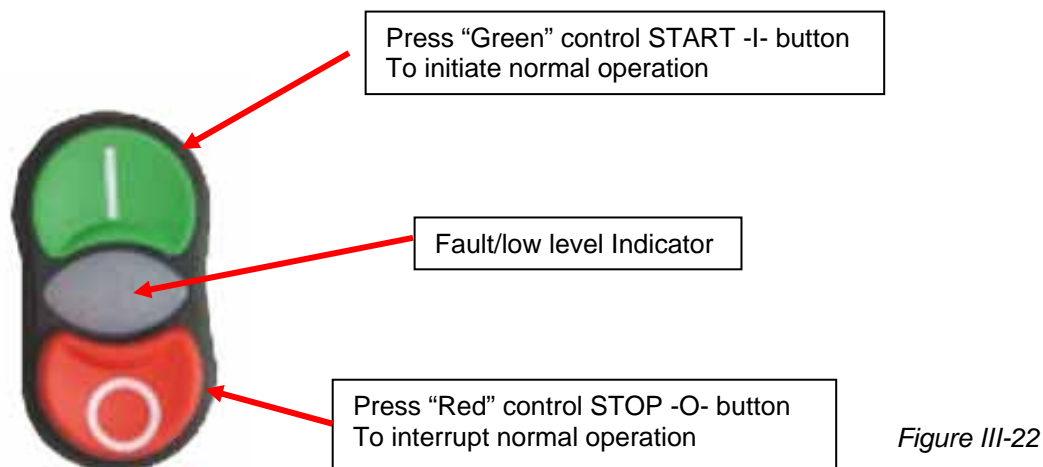 Press “Green” control START -I- button
To initiate normal operation
Fault/low level Indicator
Press “Red” control STOP -O- button
To interrupt normal operation
Figure III-22